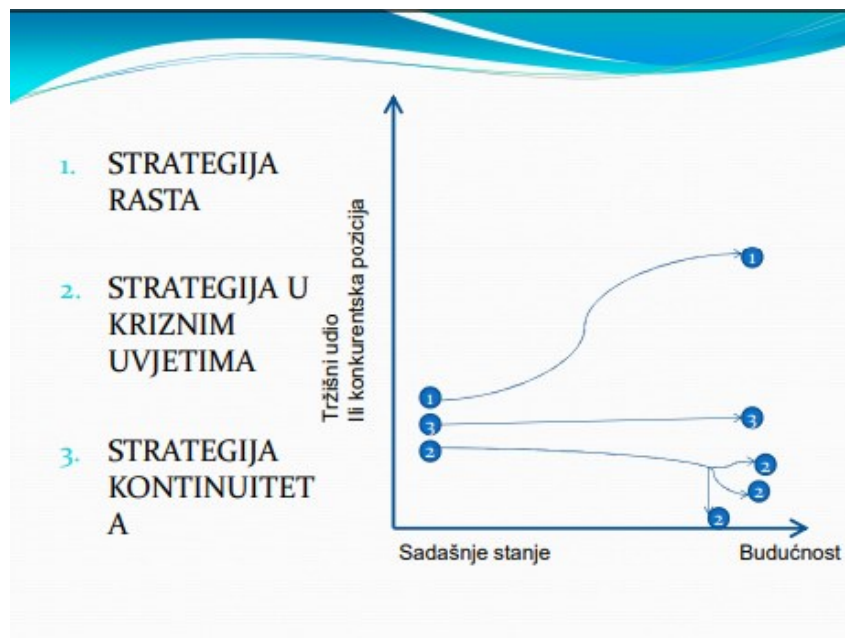 1. STRATEGIJA
RASTA
2. STRATEGIJA U
KRIZNIM
UVJETIMA
3. STRATEGIJA
KONTINUITET
A
Tržišni udio
Ili konkurentska pozicija
1
3
2
1
3
2
2
2
Sadašnje stanje
Budućnost